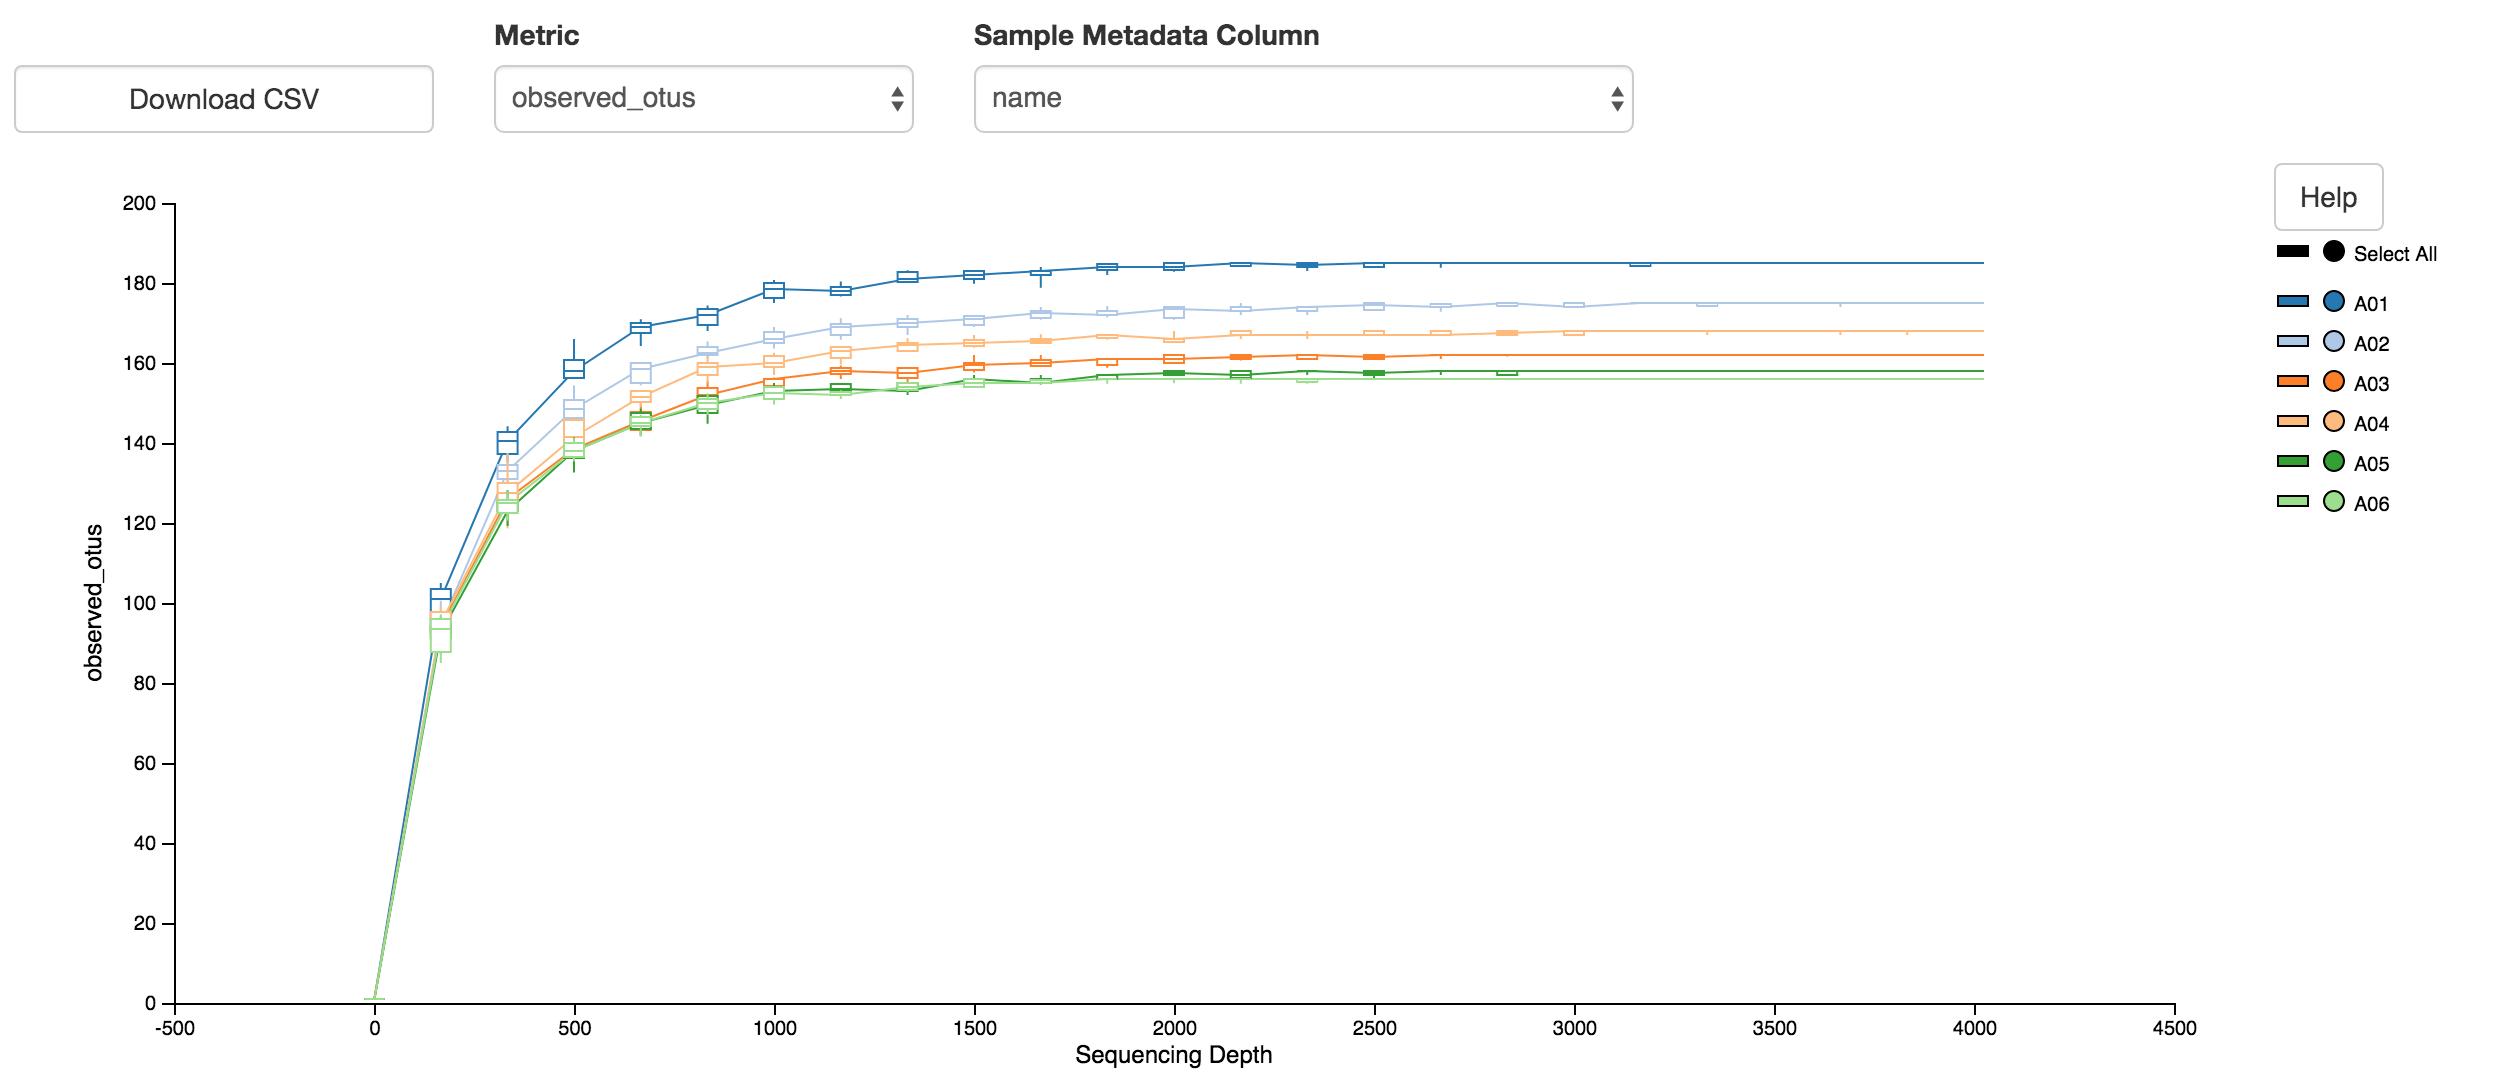 Metric
Sample Metadata Column
Download CSV
observed_otus
name
Help
Select All
A01
A02
A03
A04
A05
A06
observed_otus
200
180
160
140
120
100
80
60
40
20
0
-500 0 500 1000 1500 2000 2500 3000 3500 4000 4500
Sequencing Depth